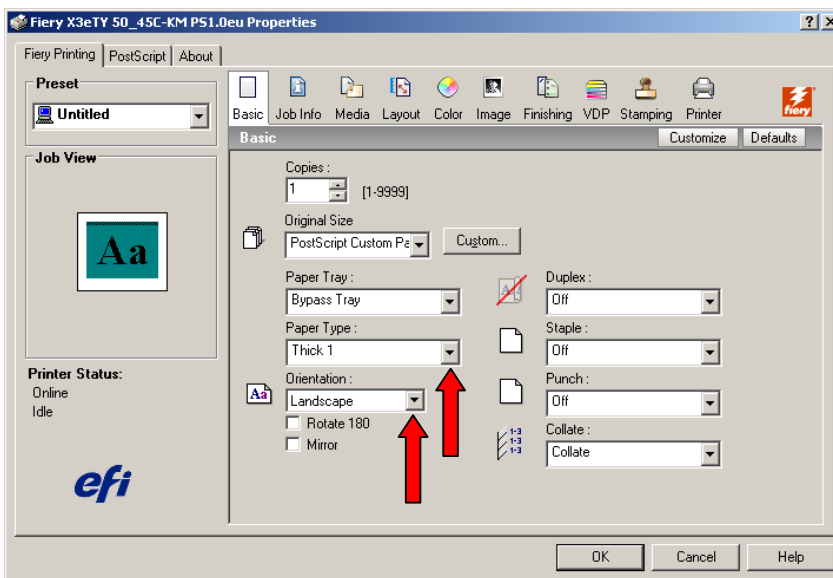 Fiery X3eTY 50_45C-KM PS1.0eu Properties
Fiery Printing PostScript About
Preset
Untitled
Basic Job Info Media Layout Color Image Finishing VDP Stamping Printer
fiery
Basic Customize Defaults
Job View
Aa
Printer Status:
Online
Idle
efi
Copies :
1 [1-9999]
Original Size
PostScript Custom Pa Custom...
Paper Tray : Duplex :
Bypass Tray Off
Paper Type : Staple :
Thick 1 Off
Orientation : Punch :
Aa Landscape Off
Rotate 180 Collate :
Mirror Collate
1-3
1-3
1-3
OK Cancel Help